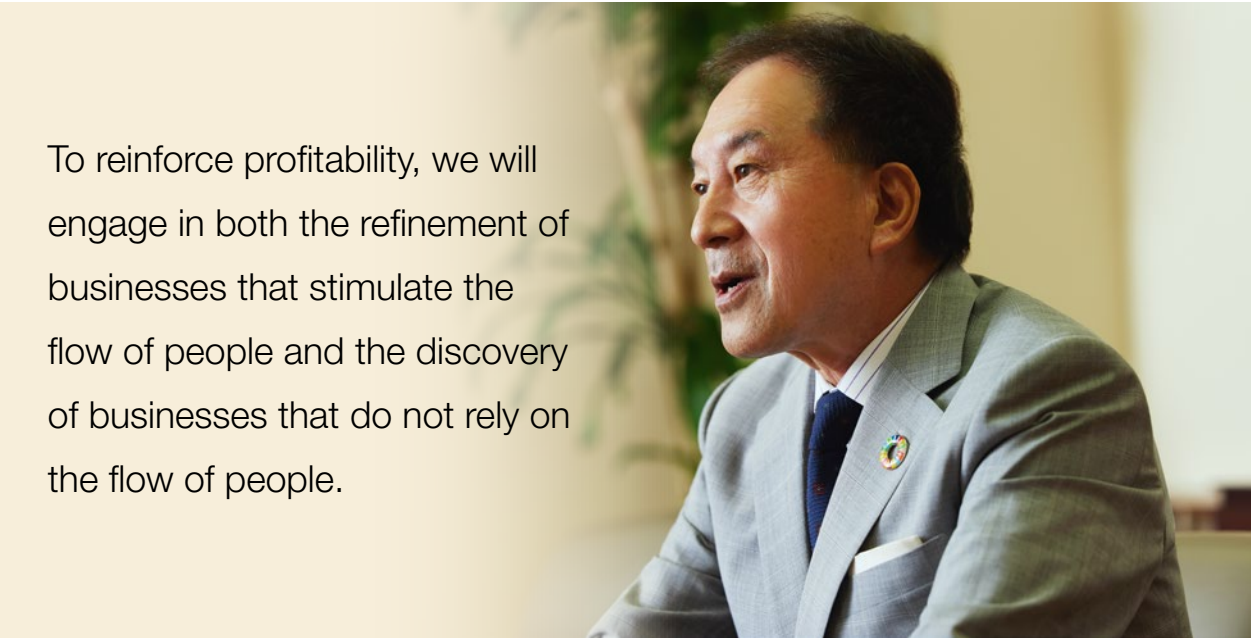 To reinforce profitability, we will
engage in both the refinement of
businesses that stimulate the
flow of people and the discovery
of businesses that do not rely on
the flow of people.